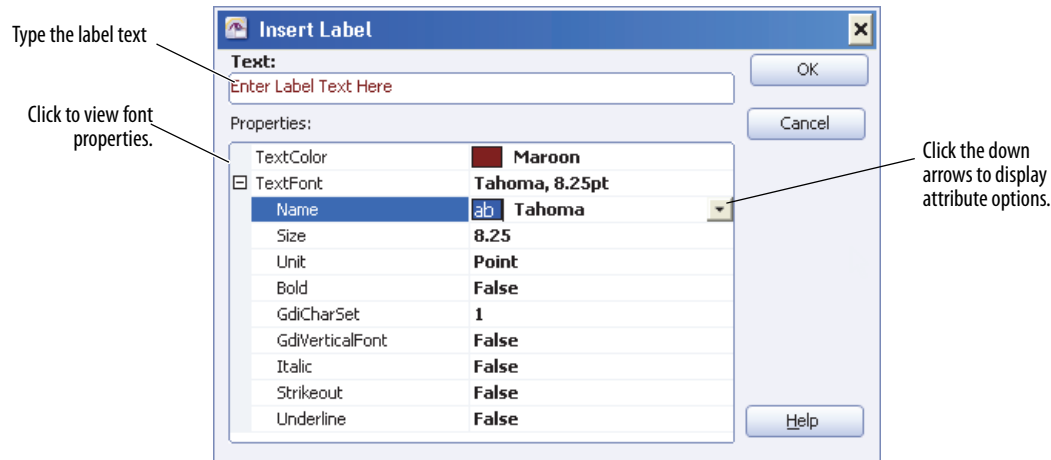 Insert Label
Type the label text
Text:
Enter Label Text Here
OK
Click to view font
properties.
Properties:
Cancel
TextColor Maroon
TextFont Tahoma, 8.25pt
Name ab Tahoma
Click the down
arrows to display
attribute options.
Size 8.25
Unit Point
Bold False
GdiCharSet 1
GdiVerticalFont False
Italic False
Strikeout False
Underline False
Help